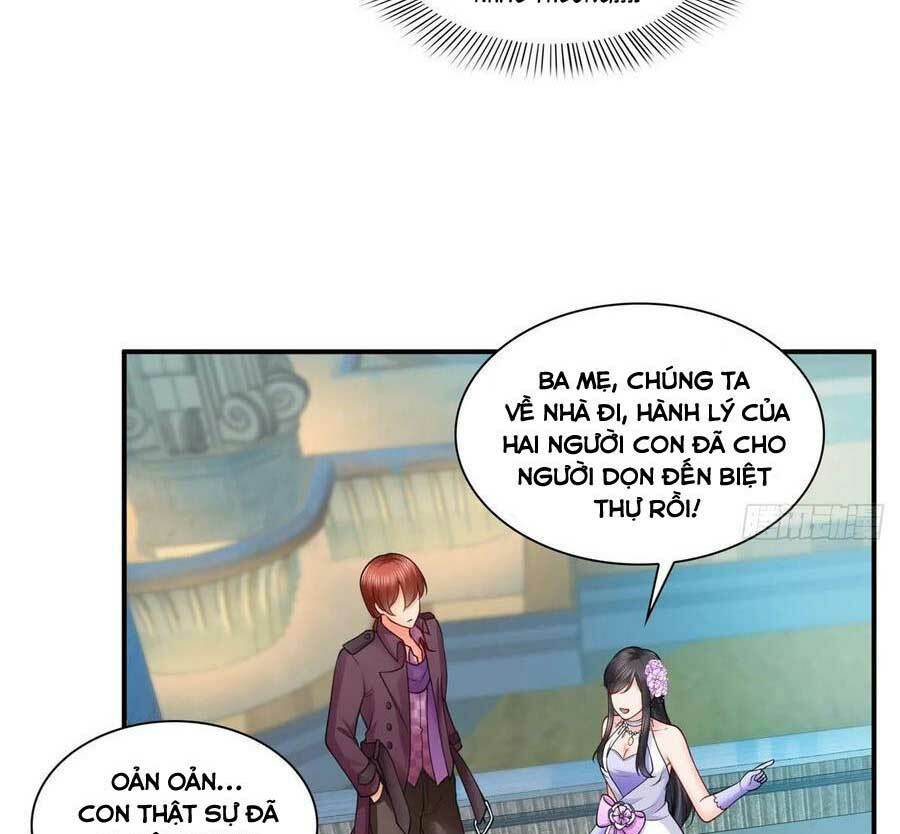 BA MẸ, CHÚNG TA
VỀ NHÀ ĐI, HÀNH LÝ CỦA
HAI NGƯỜI CON ĐÃ CHO
NGƯỜI DỌN ĐẾN BIỆT
THỰ RỒI!
OẢN OẢN...
CON THẬT SỰ ĐÃ